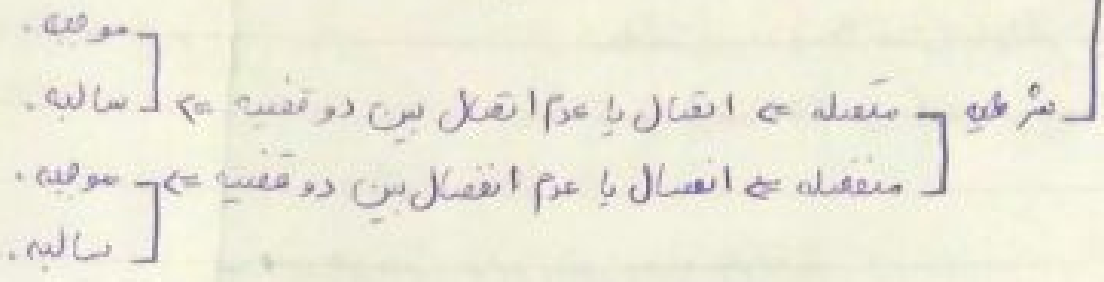 موجبه.
شرطیه متصله ⇐ اتصال یا عدم اتصال بین دو قضیه ⇐ سالبه.
منفصله ⇐ انفصال یا عدم انفصال بین دو قضیه ⇐ موجبه.
سالبه.